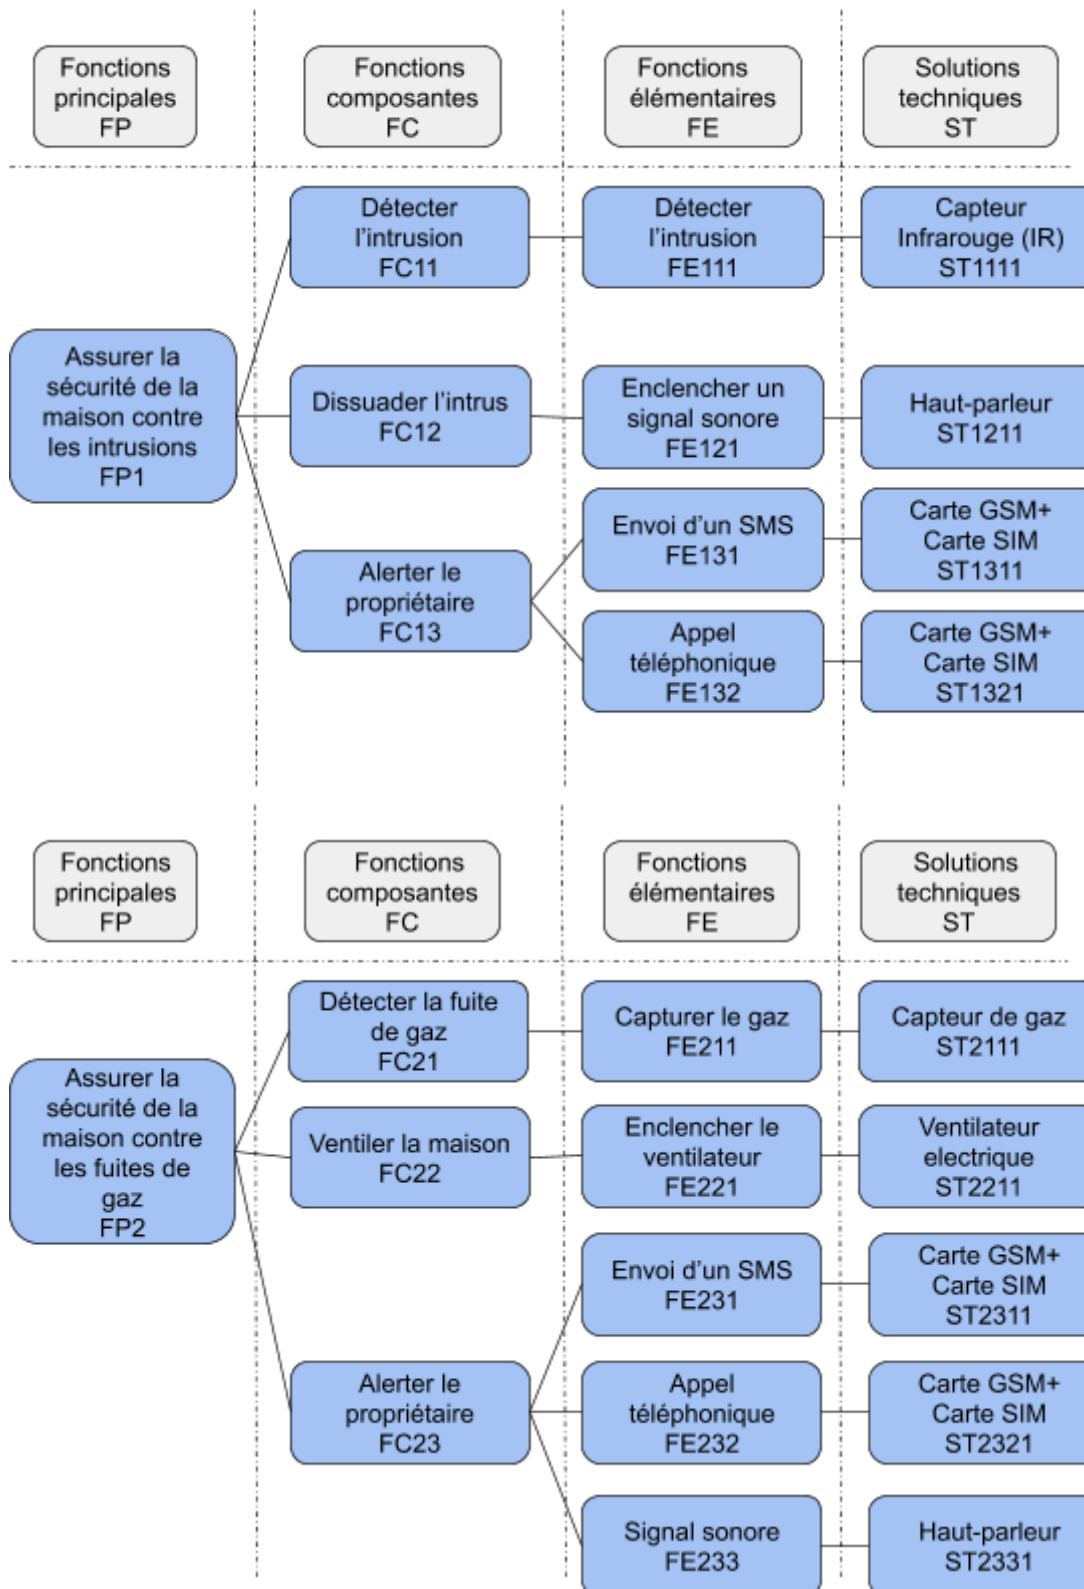 Fonctions
principales
FP
Fonctions
composantes
FC
Fonctions
élémentaires
FE
Solutions
techniques
ST
Assurer la
sécurité de la
maison contre
les intrusions
FP1
Détecter
l'intrusion
FC11
Détecter
l'intrusion
FE111
Capteur
Infrarouge (IR)
ST1111
Dissuader l'intrus
FC12
Enclencher un
signal sonore
FE121
Haut-parleur
ST1211
Alerter le
propriétaire
FC13
Envoi d'un SMS
FE131
Carte GSM+
Carte SIM
ST1311
Appel
téléphonique
FE132
Carte GSM+
Carte SIM
ST1321
Fonctions
principales
FP
Fonctions
composantes
FC
Fonctions
élémentaires
FE
Solutions
techniques
ST
Assurer la
sécurité de la
maison contre
les fuites de
gaz
FP2
Détecter la fuite
de gaz
FC21
Capturer le gaz
FE211
Capteur de gaz
ST2111
Ventiler la maison
FC22
Enclencher le
ventilateur
FE221
Ventilateur
electrique
ST2211
Alerter le
propriétaire
FC23
Envoi d'un SMS
FE231
Carte GSM+
Carte SIM
ST2311
Appel
téléphonique
FE232
Carte GSM+
Carte SIM
ST2321
Signal sonore
FE233
Haut-parleur
ST2331